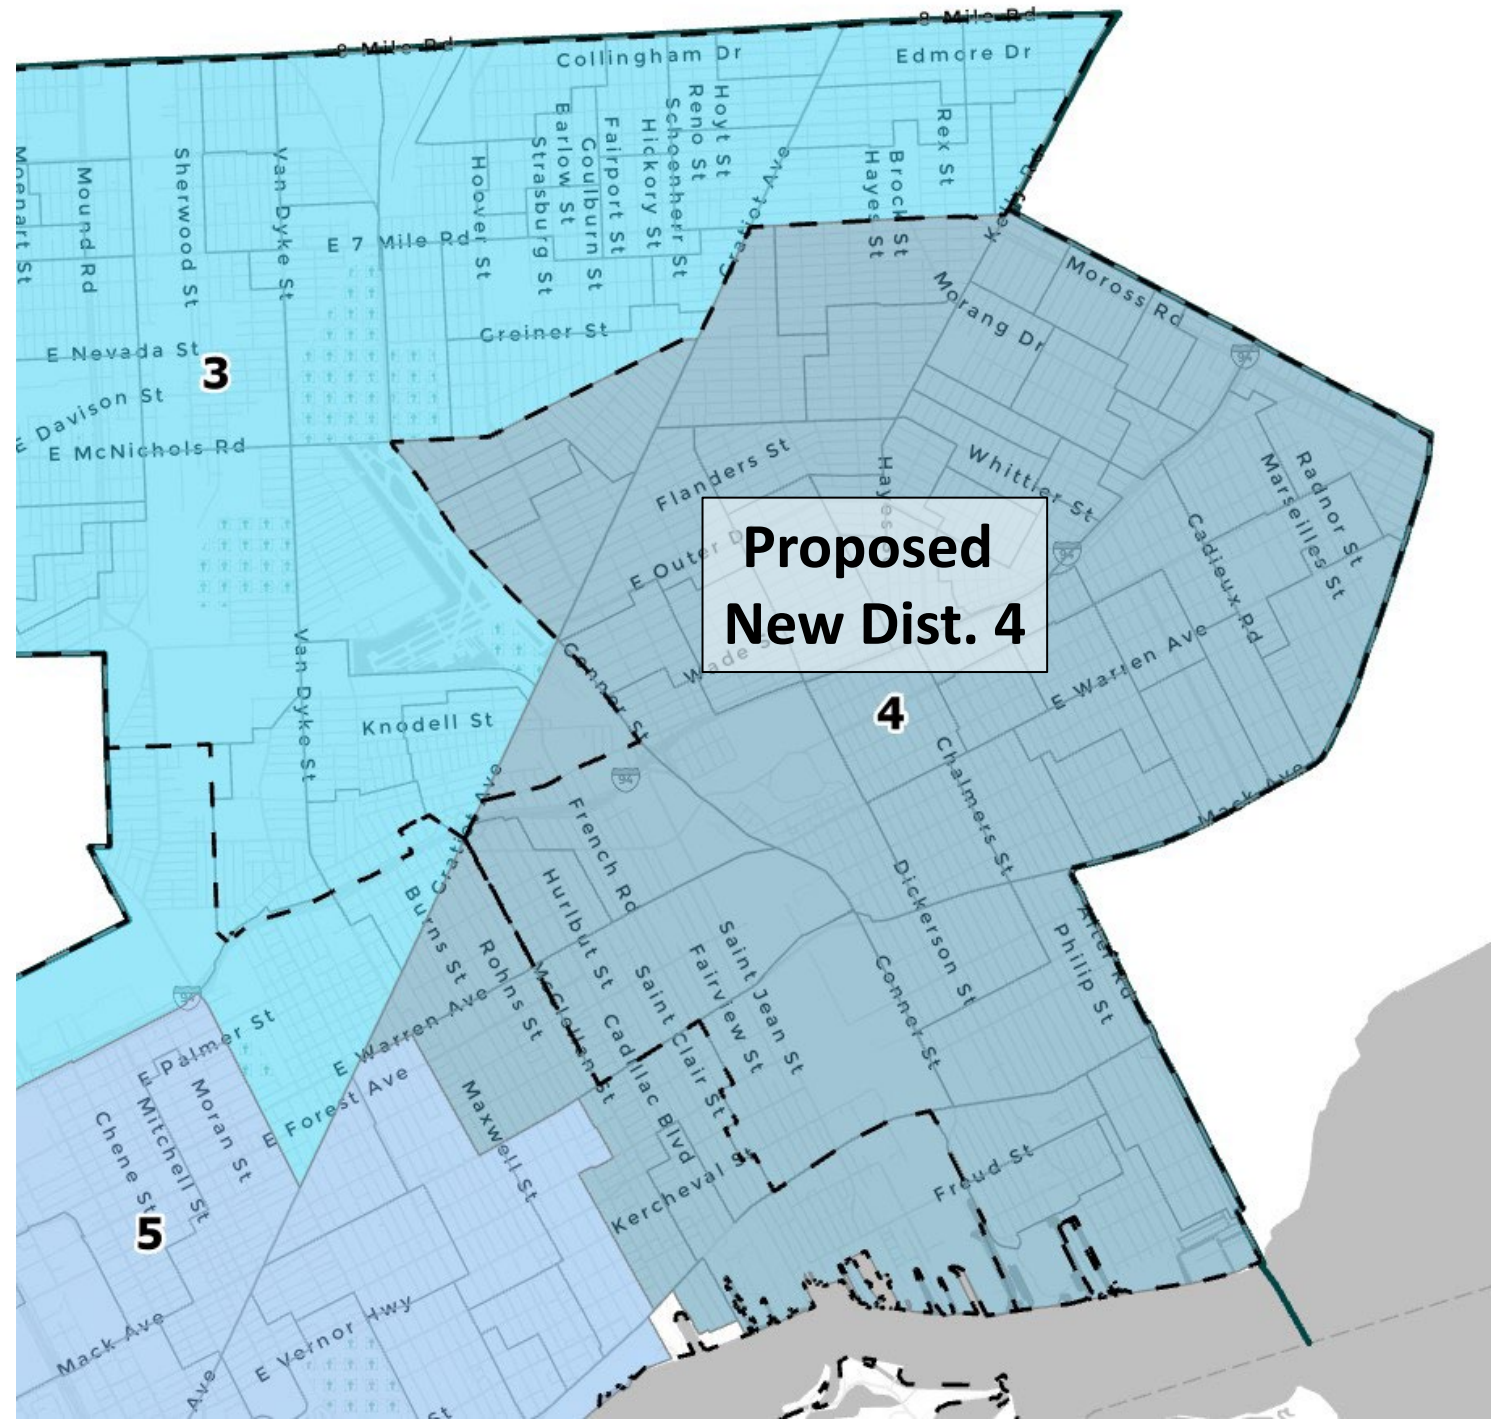 8 Mile Rd
8 Mile Rd
Collingham Dr
Edmore Dr
Hoyt St
Reno St
Schoenherr St
Barlow St
Fairport St
Hickory St
Strasburg St
Goulburn St
Rex St
Hayes St
Brock St
Gratiot Ave
Moenart St
Mound Rd
Sherwood St
Van Dyke St
Hoover St
E 7 Mile Rd
Moross Rd
Morang Dr
Greiner St
E Nevada St
3
94
E Davison St
E McNichols Rd
Flanders St
Hayes
Whittier St
Radnor St
Marseilles St
Cadieux Rd
Proposed
New Dist. 4
E Outer D
94
Wade S
Conner St
Van Dyke St
E Warren Ave
4
Knodell St
94
Chalmers St
Mack Ave
Gratiot Ave
French Rd
Burns St
Hurlbut St
Dickerson St
Alter Rd
Philip St
Rohns St
McClellan St
Saint Jean St
Fairview St
Saint Clair St
Conner St
94
E Warren Ave
Cadillac Blvd
E Palmer St
E Forest Ave
Moran St
Mitchell St
Chene St
Maxwell St
Kercheval St
Freud St
5
Mack Ave
E Vernor Hwy
Ave
St